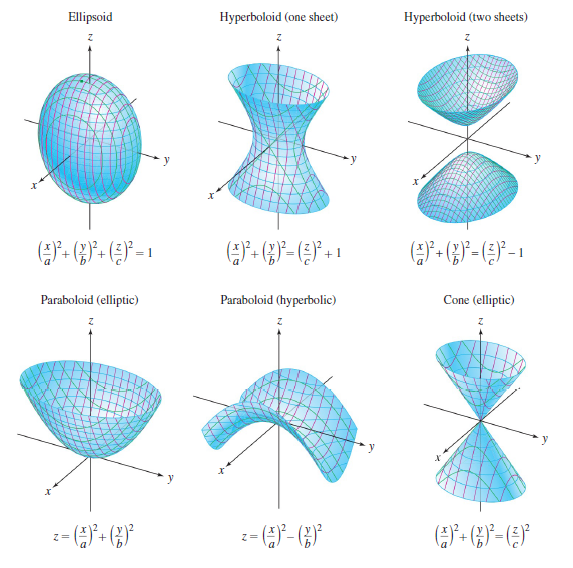 Ellipsoid
Hyperboloid (one sheet)
Hyperboloid (two sheets)
z
z
z
y
y
y
x
x
x
(x/a)² + (y/b)² + (z/c)² = 1
(x/a)² + (y/b)² = (z/c)² + 1
(x/a)² + (y/b)² = (z/c)² − 1
Paraboloid (elliptic)
Paraboloid (hyperbolic)
Cone (elliptic)
z
z
z
y
y
y
x
x
x
z = (x/a)² + (y/b)²
z = (x/a)² − (y/b)²
(x/a)² + (y/b)² = (z/c)²